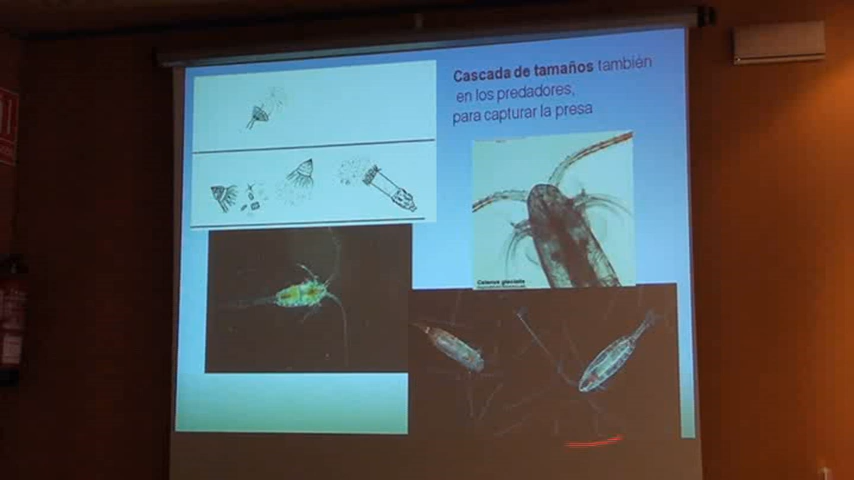 Cascada de tamaños también
en los predadores,
para capturar la presa
Calanus glacialis